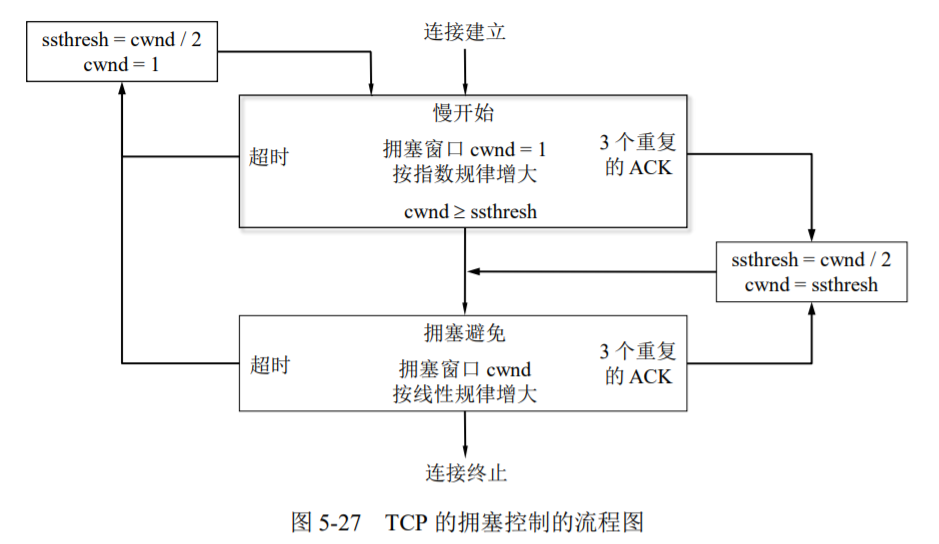 连接建立
ssthresh = cwnd / 2
cwnd = 1
慢开始
超时
拥塞窗口 cwnd = 1
按指数规律增大
3 个重复
的 ACK
cwnd ≥ ssthresh
ssthresh = cwnd / 2
cwnd = ssthresh
拥塞避免
超时
拥塞窗口 cwnd
按线性规律增大
3 个重复
的 ACK
连接终止
图 5-27 TCP 的拥塞控制的流程图